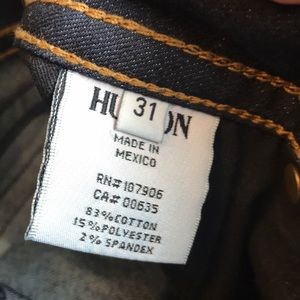 HU ON
31
MADE IN
MEXICO
RN# 107906
CA# 00635
83% COTTON
15% POLYESTER
2% SPANDEX